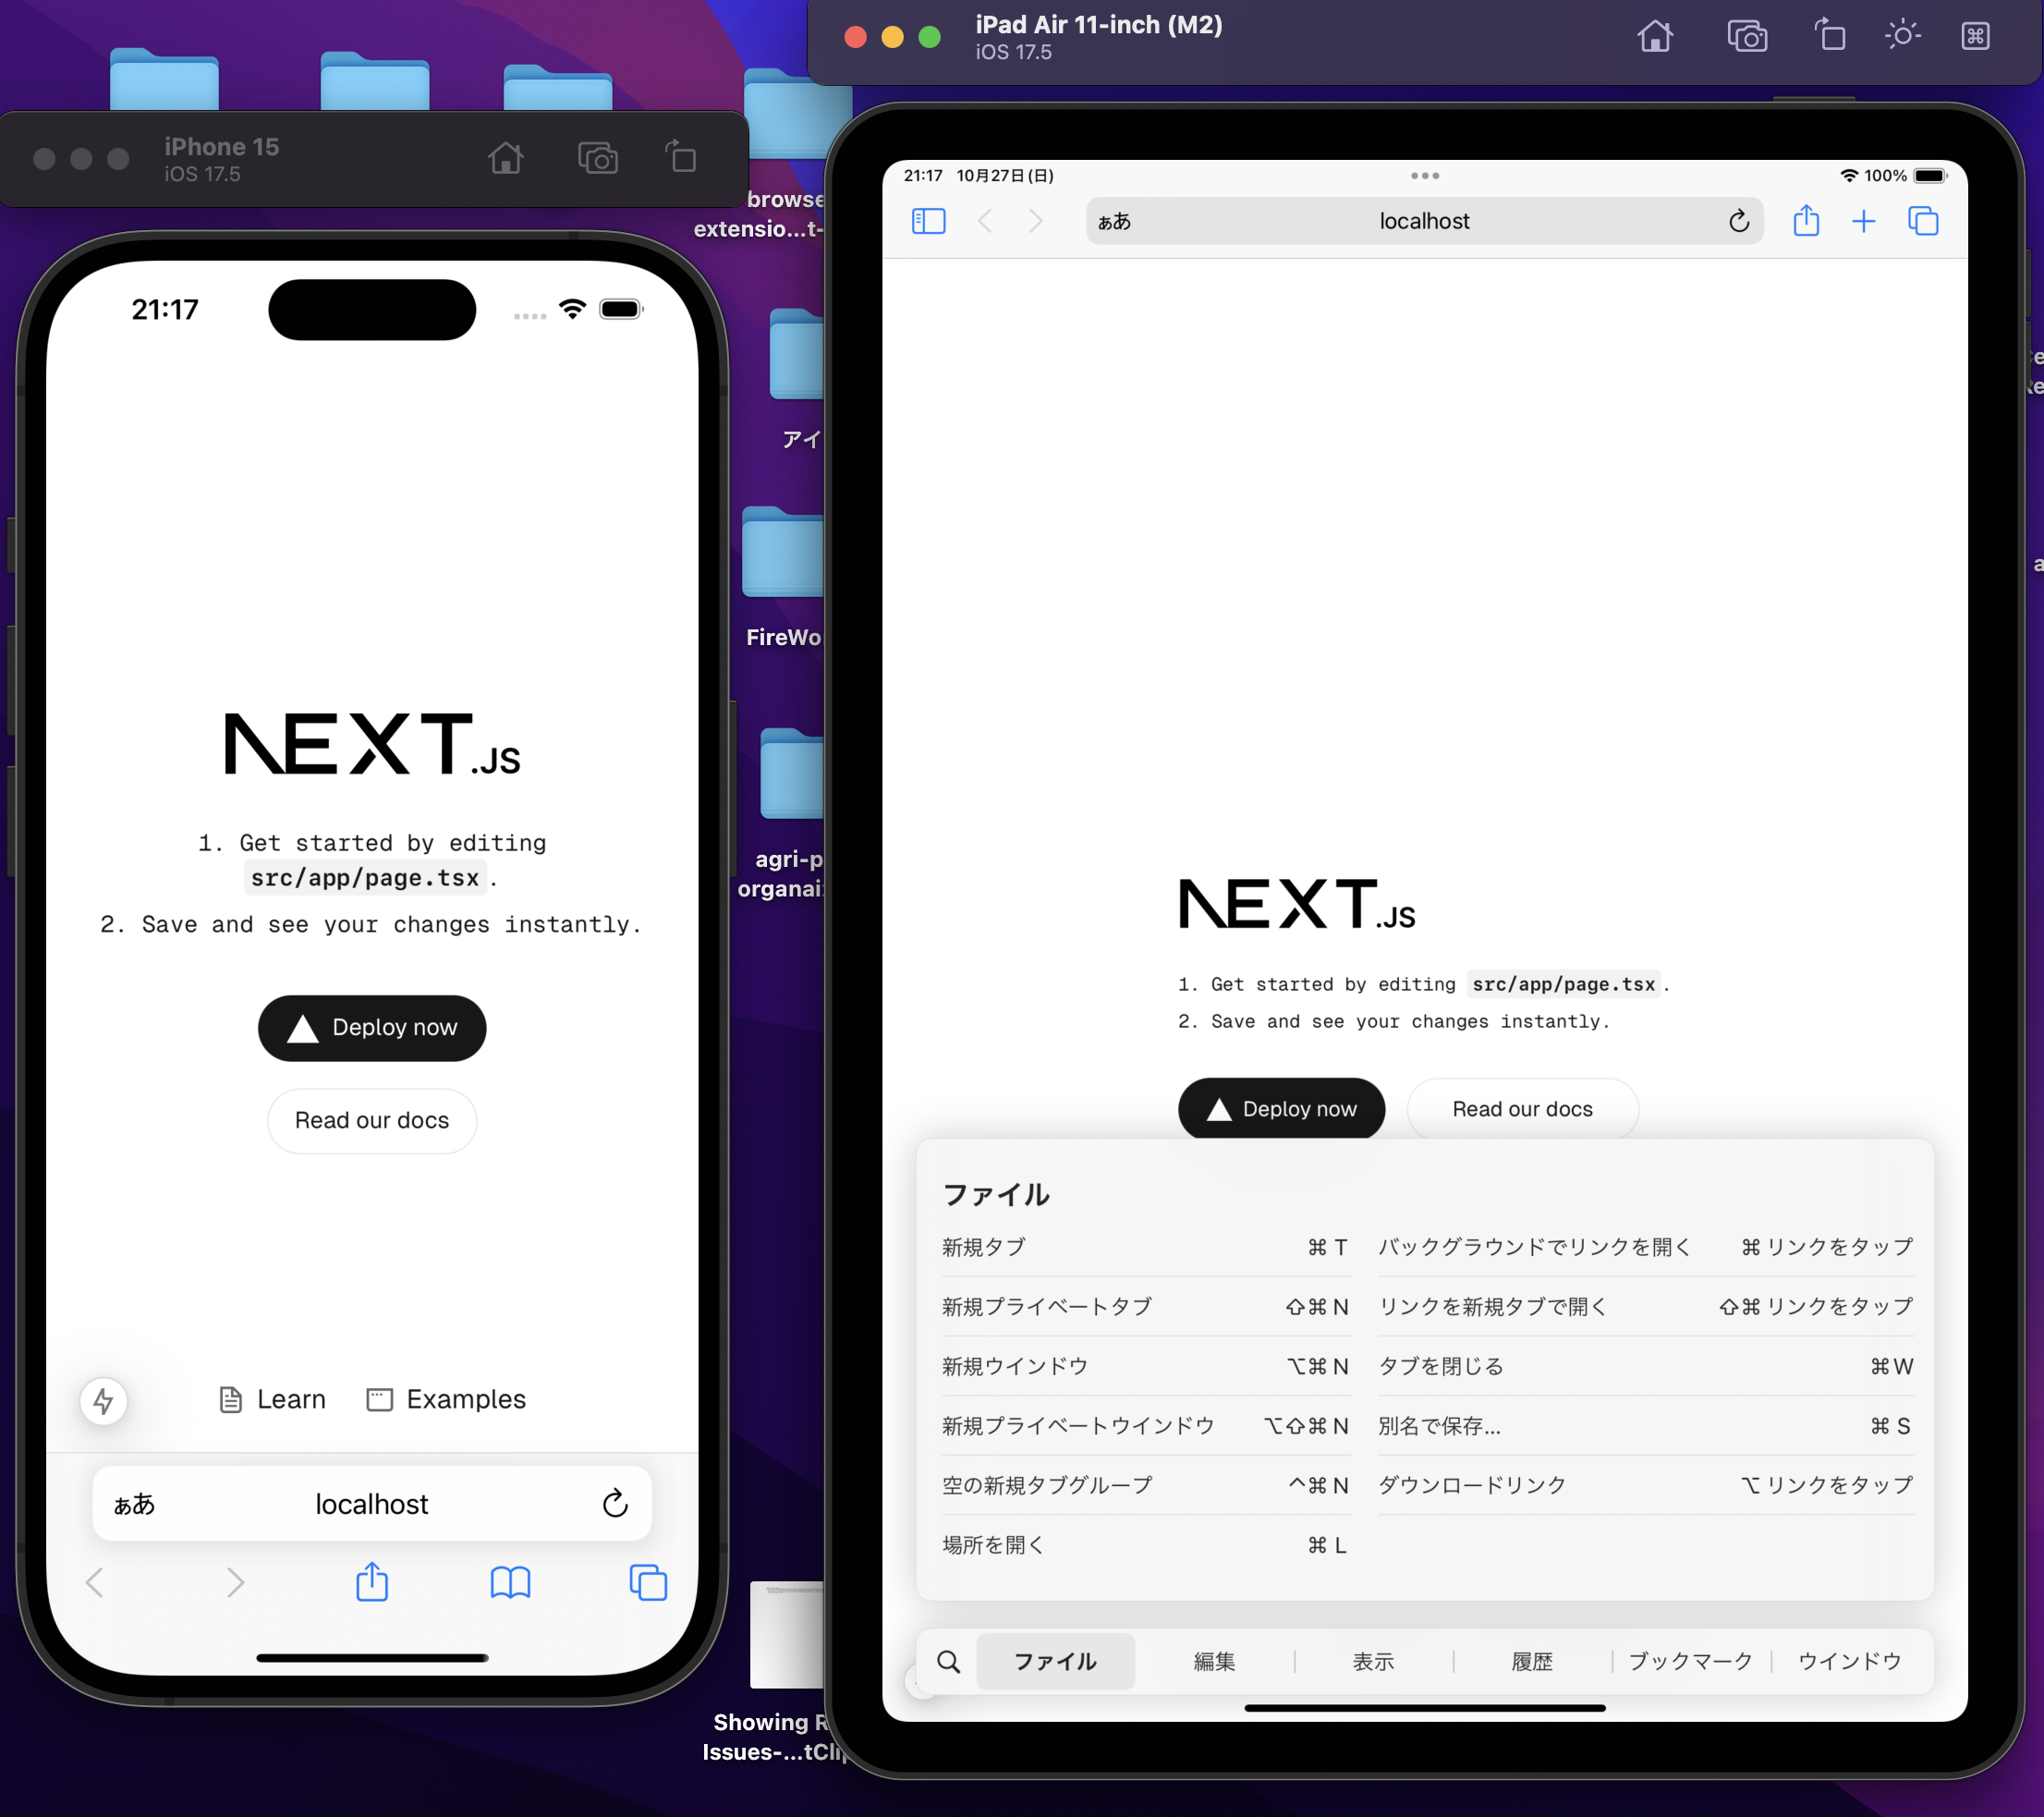 iPhone 15
iOS 17.5
21:17
NEXT.JS
1. Get started by editing
src/app/page.tsx.
2. Save and see your changes instantly.
Deploy now
Read our docs
Learn
Examples
ぁあ
localhost
browse
extensio...t-
アイ
FireWo
agri-p
organai
Showing R
Issues-...tClip
iPad Air 11-inch (M2)
iOS 17.5
21:17 10月27日(日)
100%
ぁあ
localhost
NEXT.JS
1. Get started by editing src/app/page.tsx.
2. Save and see your changes instantly.
Deploy now
Read our docs
ファイル
新規タブ ⌘ T
新規プライベートタブ ⇧⌘ N
新規ウインドウ ⌥⌘ N
新規プライベートウインドウ ⌥⇧⌘ N
空の新規タブグループ ^⌘ N
場所を開く ⌘ L
バックグラウンドでリンクを開く ⌘ リンクをタップ
リンクを新規タブで開く ⇧⌘ リンクをタップ
タブを閉じる ⌘ W
別名で保存... ⌘ S
ダウンロードリンク ⌥ リンクをタップ
ファイル
編集
表示
履歴
ブックマーク
ウインドウ